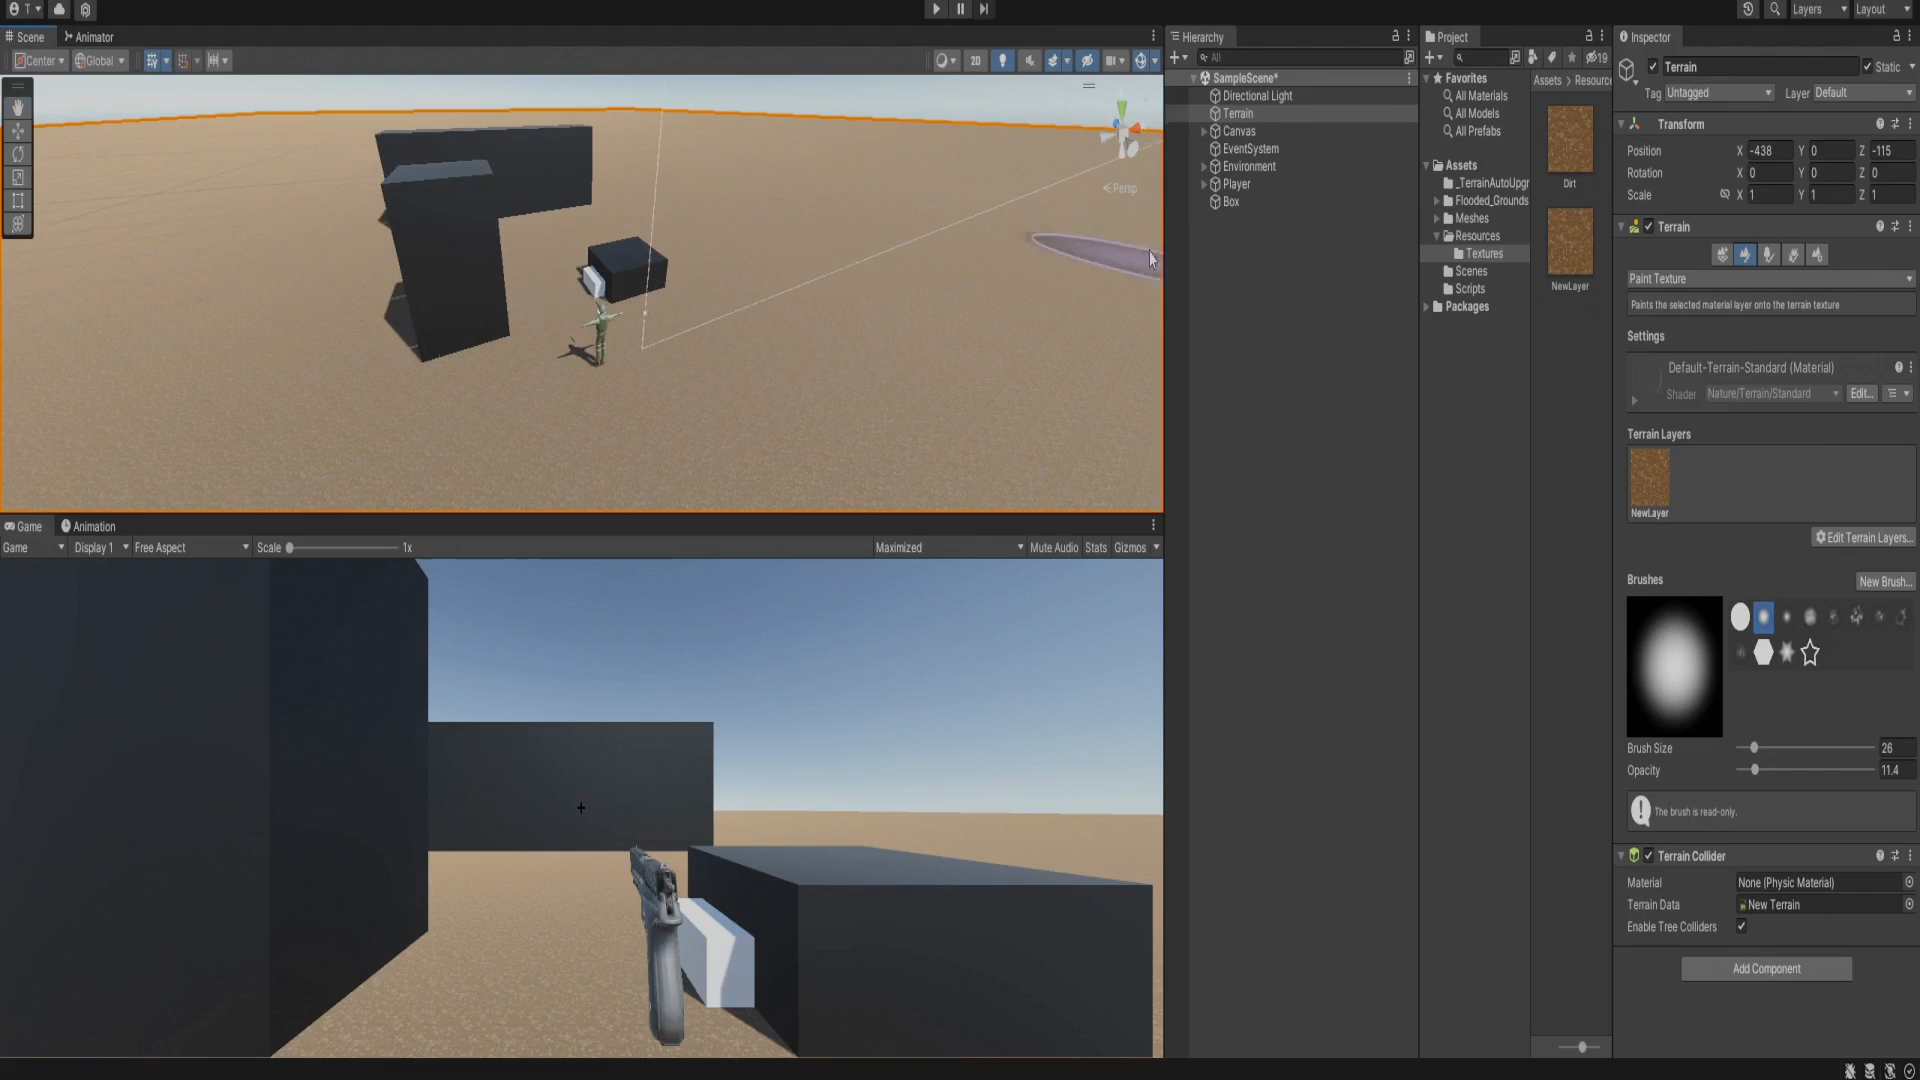 T
Layers
Layout
Scene
Animator
Center
Global
2D
Persp
Game
Animation
Game
Display 1
Free Aspect
Scale
1x
Maximized
Mute Audio
Stats
Gizmos
Hierarchy
All
SampleScene*
Directional Light
Terrain
Canvas
EventSystem
Environment
Player
Box
Project
19
Favorites
All Materials
All Models
All Prefabs
Assets
_TerrainAutoUpgr
Flooded_Grounds
Meshes
Resources
Textures
Scenes
Scripts
Packages
Assets > Resourc
Dirt
NewLayer
Inspector
Terrain
Static
Tag Untagged
Layer Default
Transform
Position X -438 Y 0 Z -115
Rotation X 0 Y 0 Z 0
Scale X 1 Y 1 Z 1
Terrain
Paint Texture
Paints the selected material layer onto the terrain texture
Settings
Default-Terrain-Standard (Material)
Shader Nature/Terrain/Standard Edit...
Terrain Layers
NewLayer
Edit Terrain Layers...
Brushes
New Brush...
Brush Size 26
Opacity 11.4
The brush is read-only.
Terrain Collider
Material None (Physic Material)
Terrain Data New Terrain
Enable Tree Colliders
Add Component